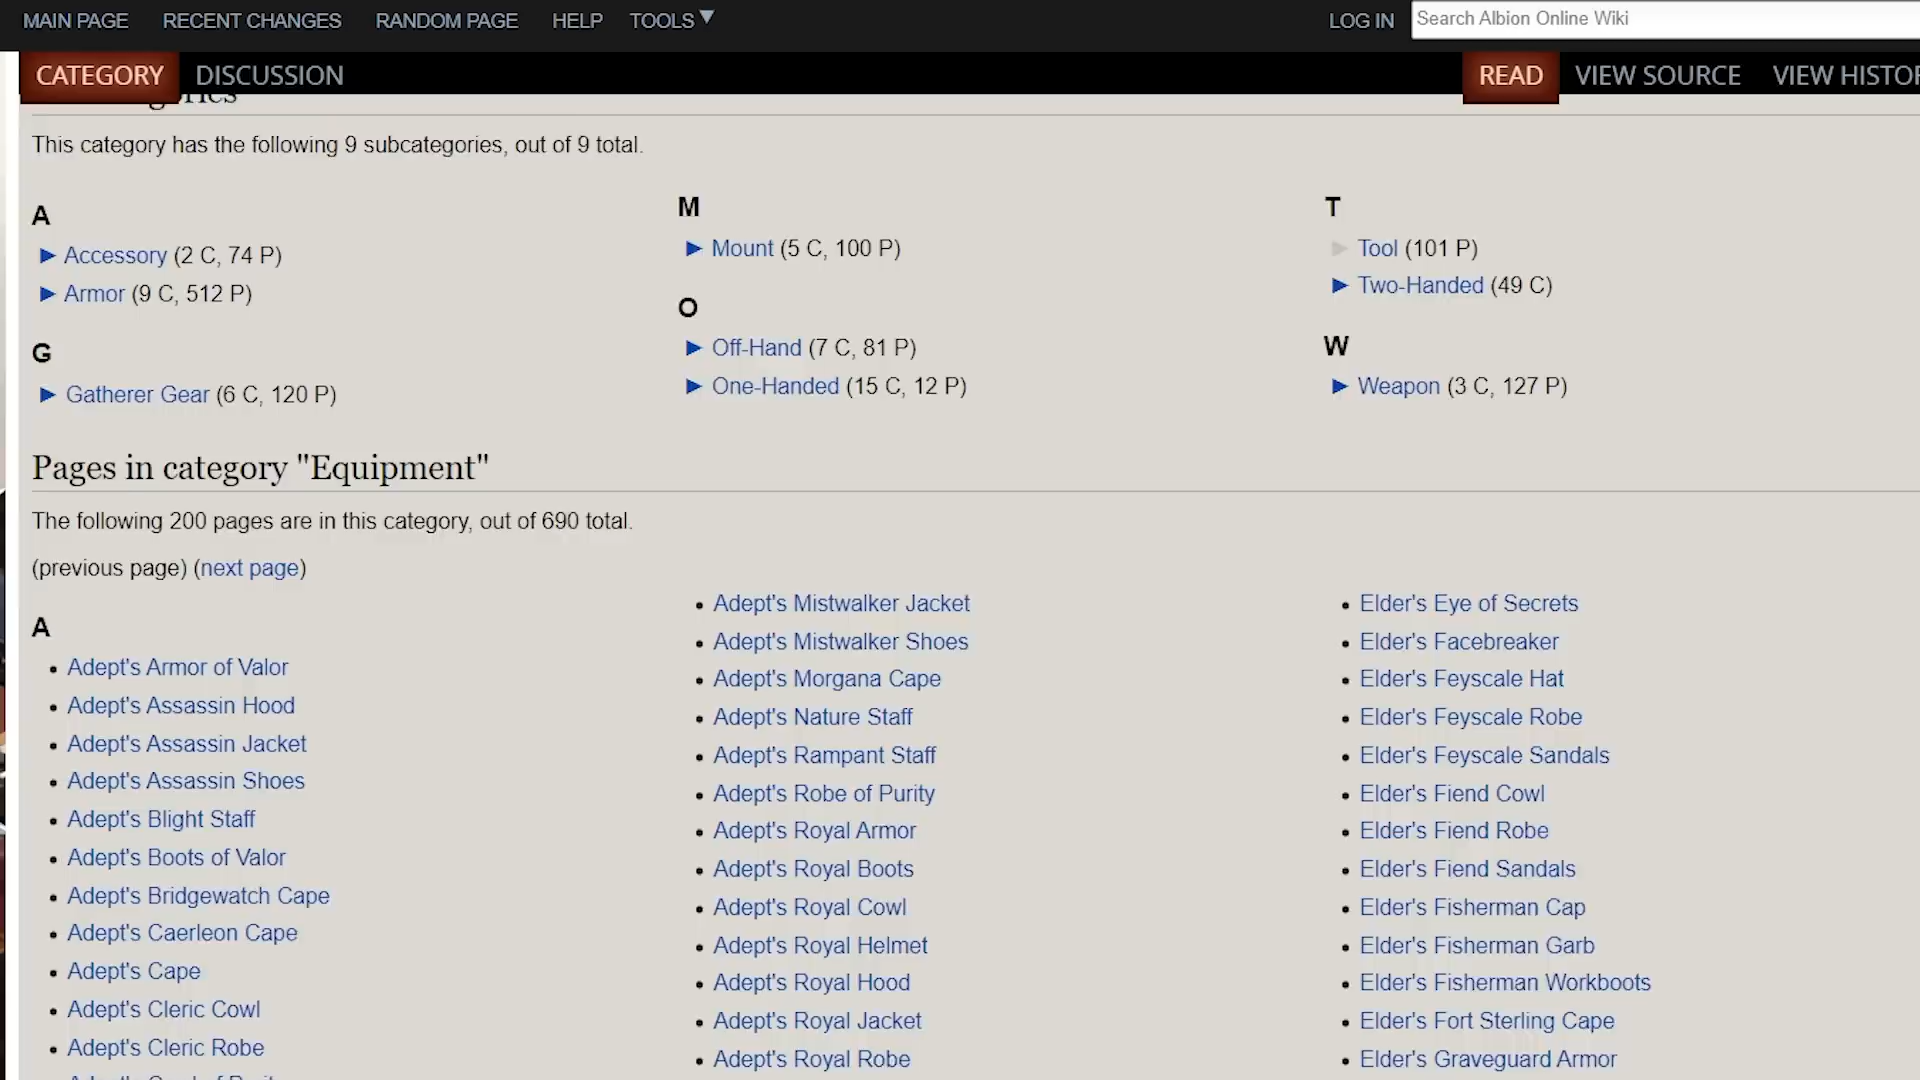 MAIN PAGE RECENT CHANGES RANDOM PAGE HELP TOOLS LOG IN Search Albion Online Wiki
CATEGORY DISCUSSION READ VIEW SOURCE VIEW HISTOR
This category has the following 9 subcategories, out of 9 total.
A
Accessory (2 C, 74 P)
Armor (9 C, 512 P)
G
Gatherer Gear (6 C, 120 P)
M
Mount (5 C, 100 P)
O
Off-Hand (7 C, 81 P)
One-Handed (15 C, 12 P)
T
Tool (101 P)
Two-Handed (49 C)
W
Weapon (3 C, 127 P)
Pages in category "Equipment"
The following 200 pages are in this category, out of 690 total.
(previous page) (next page)
A
Adept's Armor of Valor
Adept's Assassin Hood
Adept's Assassin Jacket
Adept's Assassin Shoes
Adept's Blight Staff
Adept's Boots of Valor
Adept's Bridgewatch Cape
Adept's Caerleon Cape
Adept's Cape
Adept's Cleric Cowl
Adept's Cleric Robe
Adept's Mistwalker Jacket
Adept's Mistwalker Shoes
Adept's Morgana Cape
Adept's Nature Staff
Adept's Rampant Staff
Adept's Robe of Purity
Adept's Royal Armor
Adept's Royal Boots
Adept's Royal Cowl
Adept's Royal Helmet
Adept's Royal Hood
Adept's Royal Jacket
Adept's Royal Robe
Elder's Eye of Secrets
Elder's Facebreaker
Elder's Feyscale Hat
Elder's Feyscale Robe
Elder's Feyscale Sandals
Elder's Fiend Cowl
Elder's Fiend Robe
Elder's Fiend Sandals
Elder's Fisherman Cap
Elder's Fisherman Garb
Elder's Fisherman Workboots
Elder's Fort Sterling Cape
Elder's Graveguard Armor